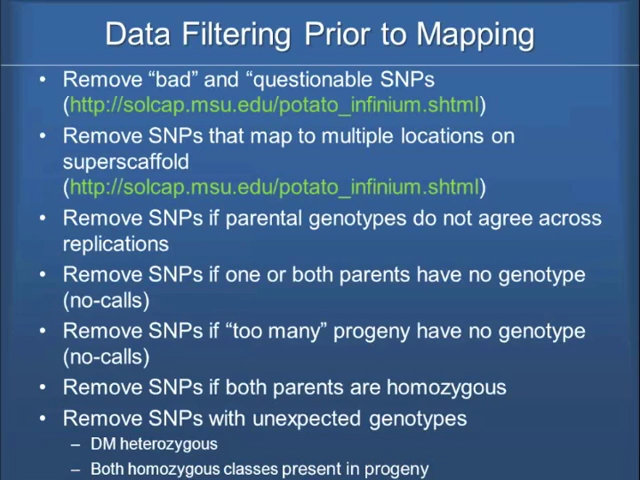 Data Filtering Prior to Mapping
• Remove “bad” and “questionable SNPs
(http://solcap.msu.edu/potato_infinium.shtml)
• Remove SNPs that map to multiple locations on
superscaffold
(http://solcap.msu.edu/potato_infinium.shtml)
• Remove SNPs if parental genotypes do not agree across
replications
• Remove SNPs if one or both parents have no genotype
(no-calls)
• Remove SNPs if “too many” progeny have no genotype
(no-calls)
• Remove SNPs if both parents are homozygous
• Remove SNPs with unexpected genotypes
– DM heterozygous
– Both homozygous classes present in progeny